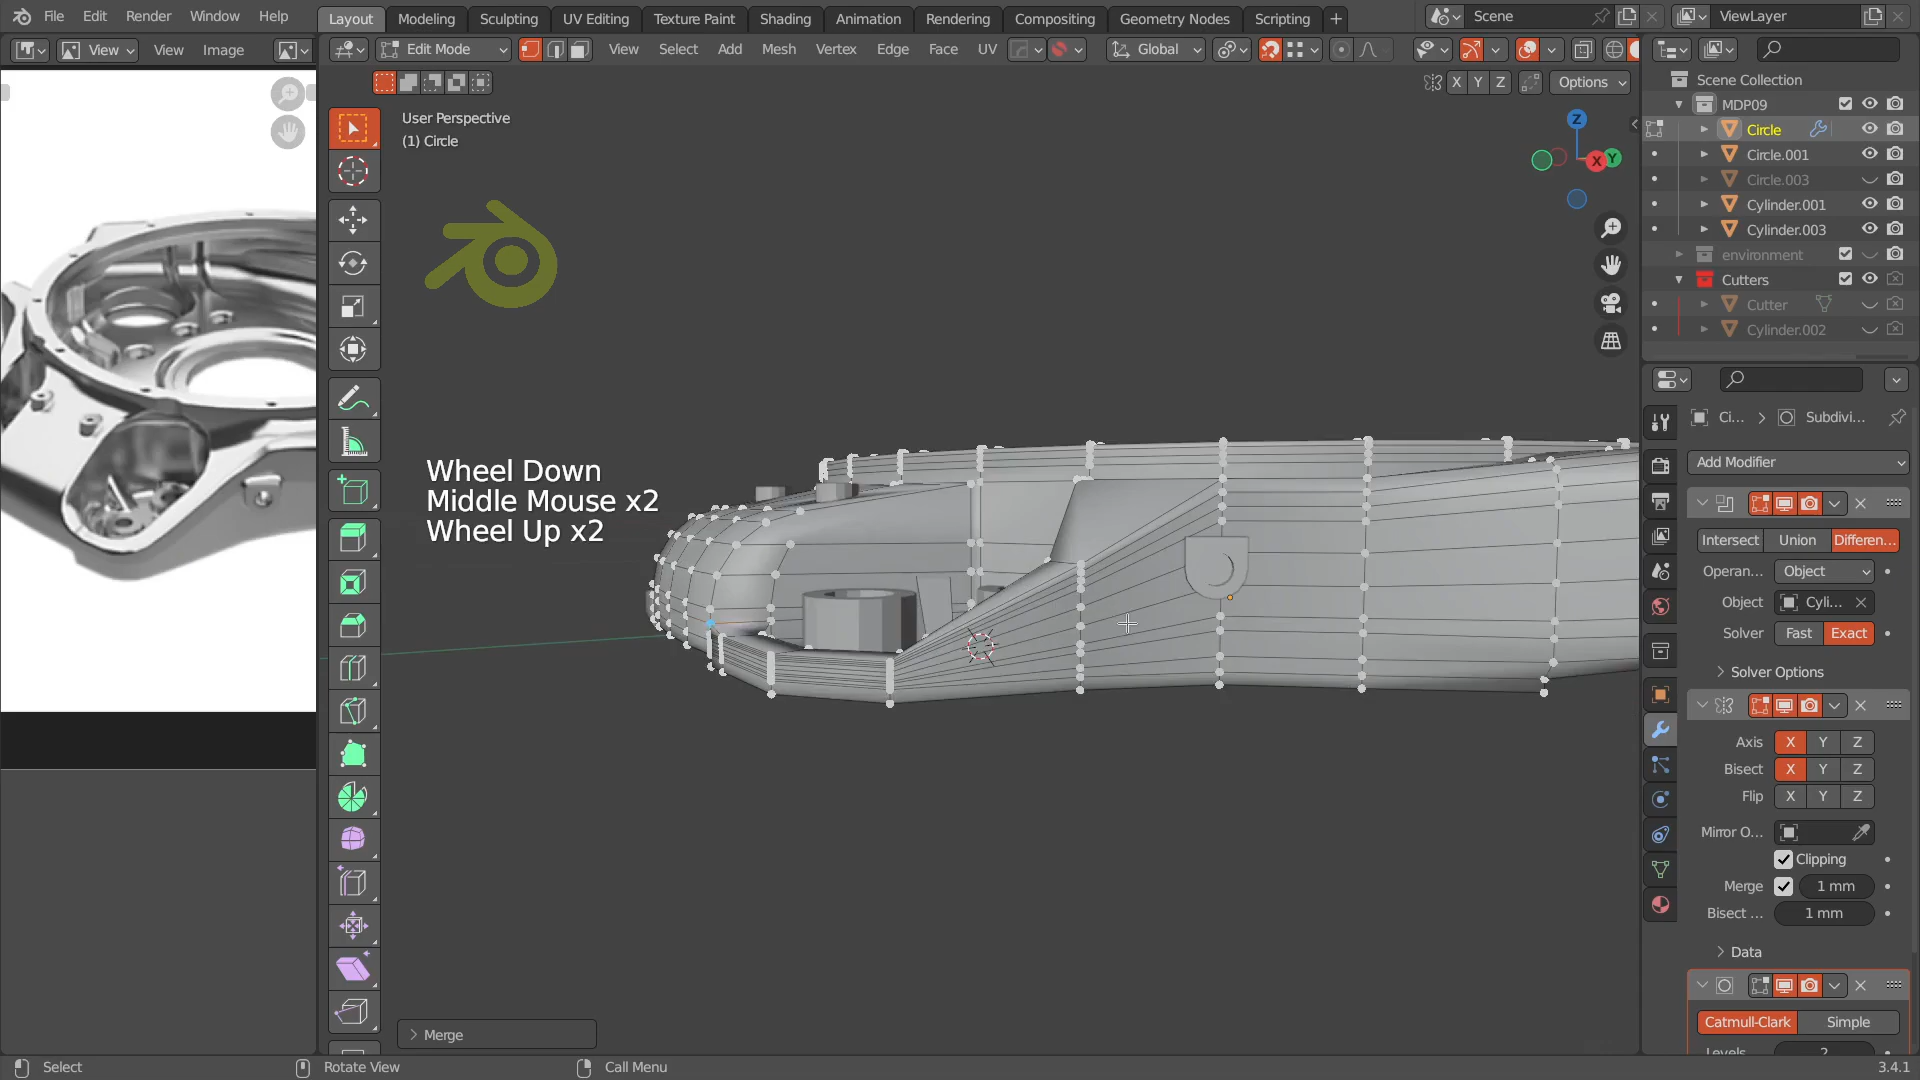 File Edit Render Window Help Layout Modeling Sculpting UV Editing Texture Paint Shading Animation Rendering Compositing Geometry Nodes Scripting + Scene ViewLayer
View View Image Edit Mode View Select Add Mesh Vertex Edge Face UV Global
X Y Z Options
User Perspective
(1) Circle
Z
X Y
Wheel Down
Middle Mouse x2
Wheel Up x2
Merge
Scene Collection
MDP09
Circle
Circle.001
Circle.003
Cylinder.001
Cylinder.003
environment
Cutters
Cutter
Cylinder.002
Ci... Subdivi...
Add Modifier
Intersect Union Differen...
Operan... Object
Object Cyli...
Solver Fast Exact
Solver Options
Axis X Y Z
Bisect X Y Z
Flip X Y Z
Mirror O...
Clipping
Merge 1 mm
Bisect ... 1 mm
Data
Catmull-Clark Simple
Levels 2
Select Rotate View Call Menu 3.4.1